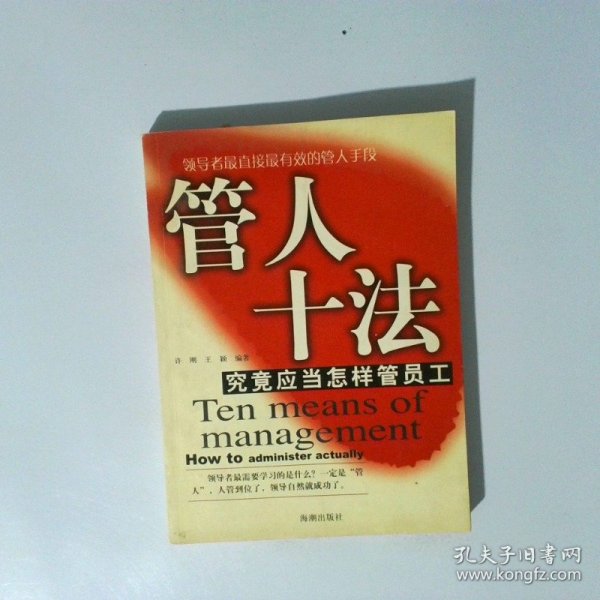 领导者最直接最有效的管人手段
管人
十法
许刚 王颖 编著
究竟应当怎样管员工
Ten means of
management
How to administer actually
领导者最需要学习的是什么？一定是“管
人”，人管到位了，领导自然就成功了。
海潮出版社
孔夫子旧书网
www.kongfz.com